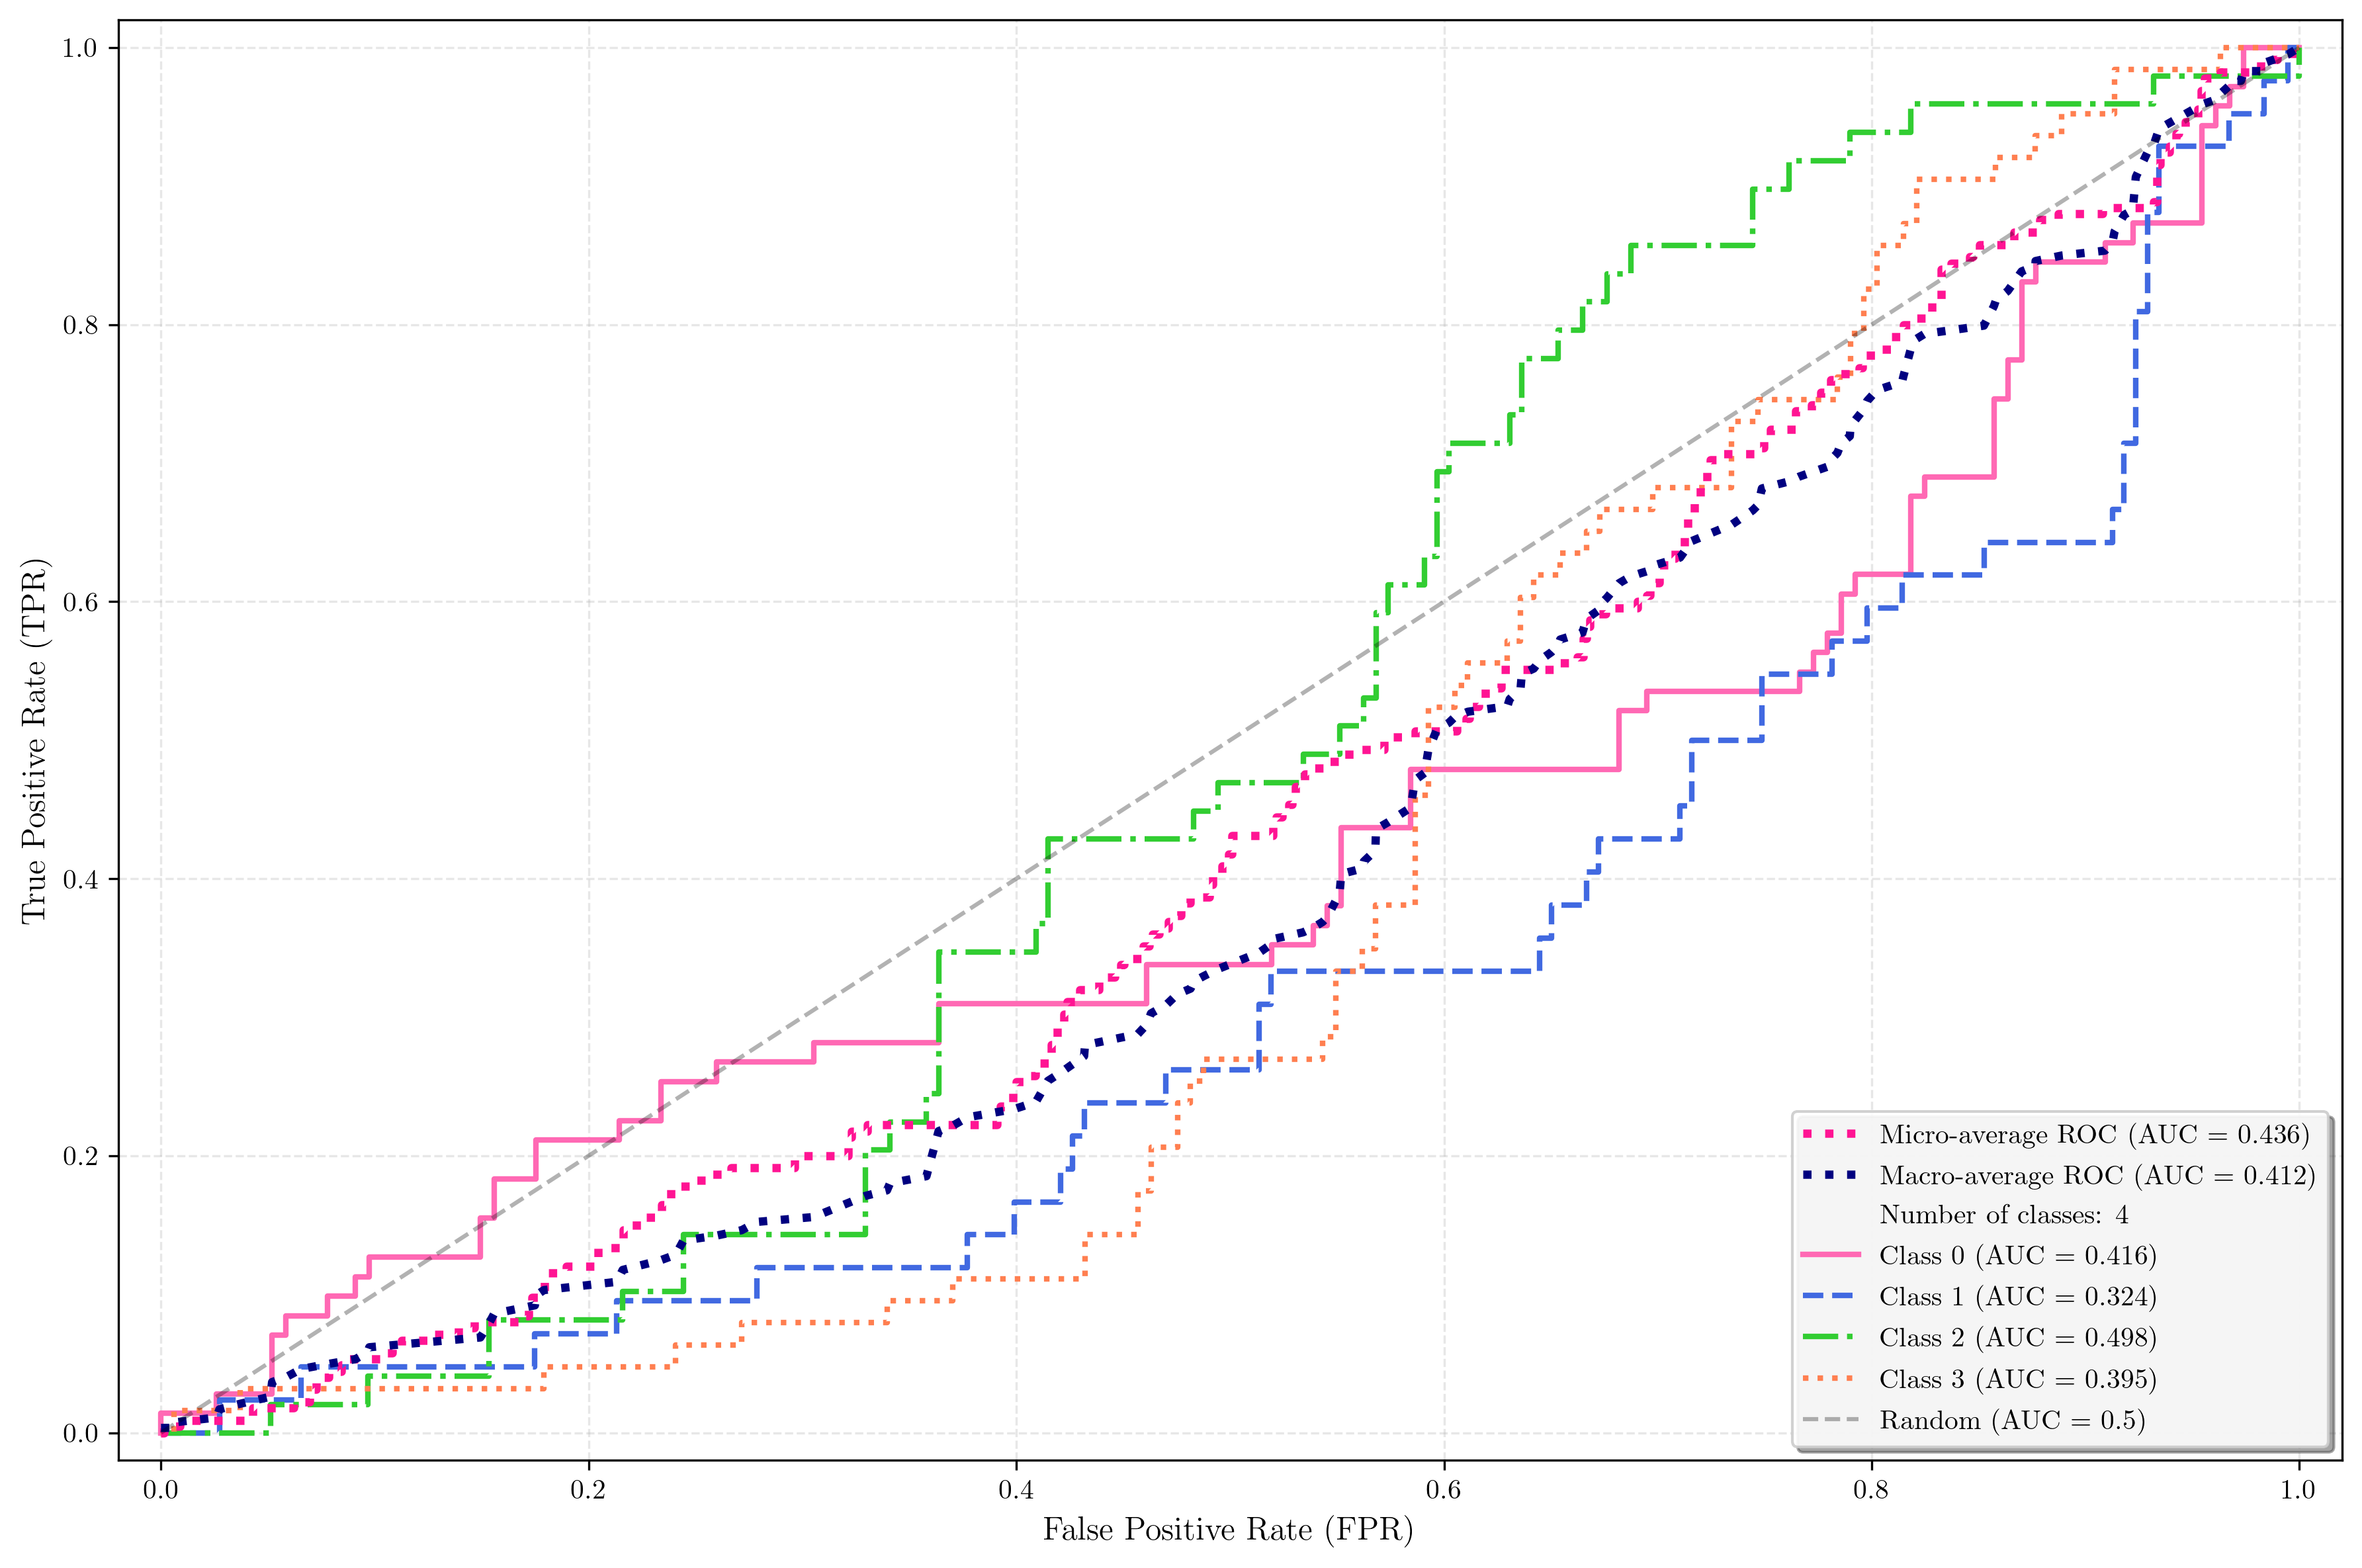 1.0
0.8
0.6
0.4
0.2
0.0
True Positive Rate (TPR)
0.0 0.2 0.4 0.6 0.8 1.0
False Positive Rate (FPR)
Micro-average ROC (AUC = 0.436)
Macro-average ROC (AUC = 0.412)
Number of classes: 4
Class 0 (AUC = 0.416)
Class 1 (AUC = 0.324)
Class 2 (AUC = 0.498)
Class 3 (AUC = 0.395)
Random (AUC = 0.5)